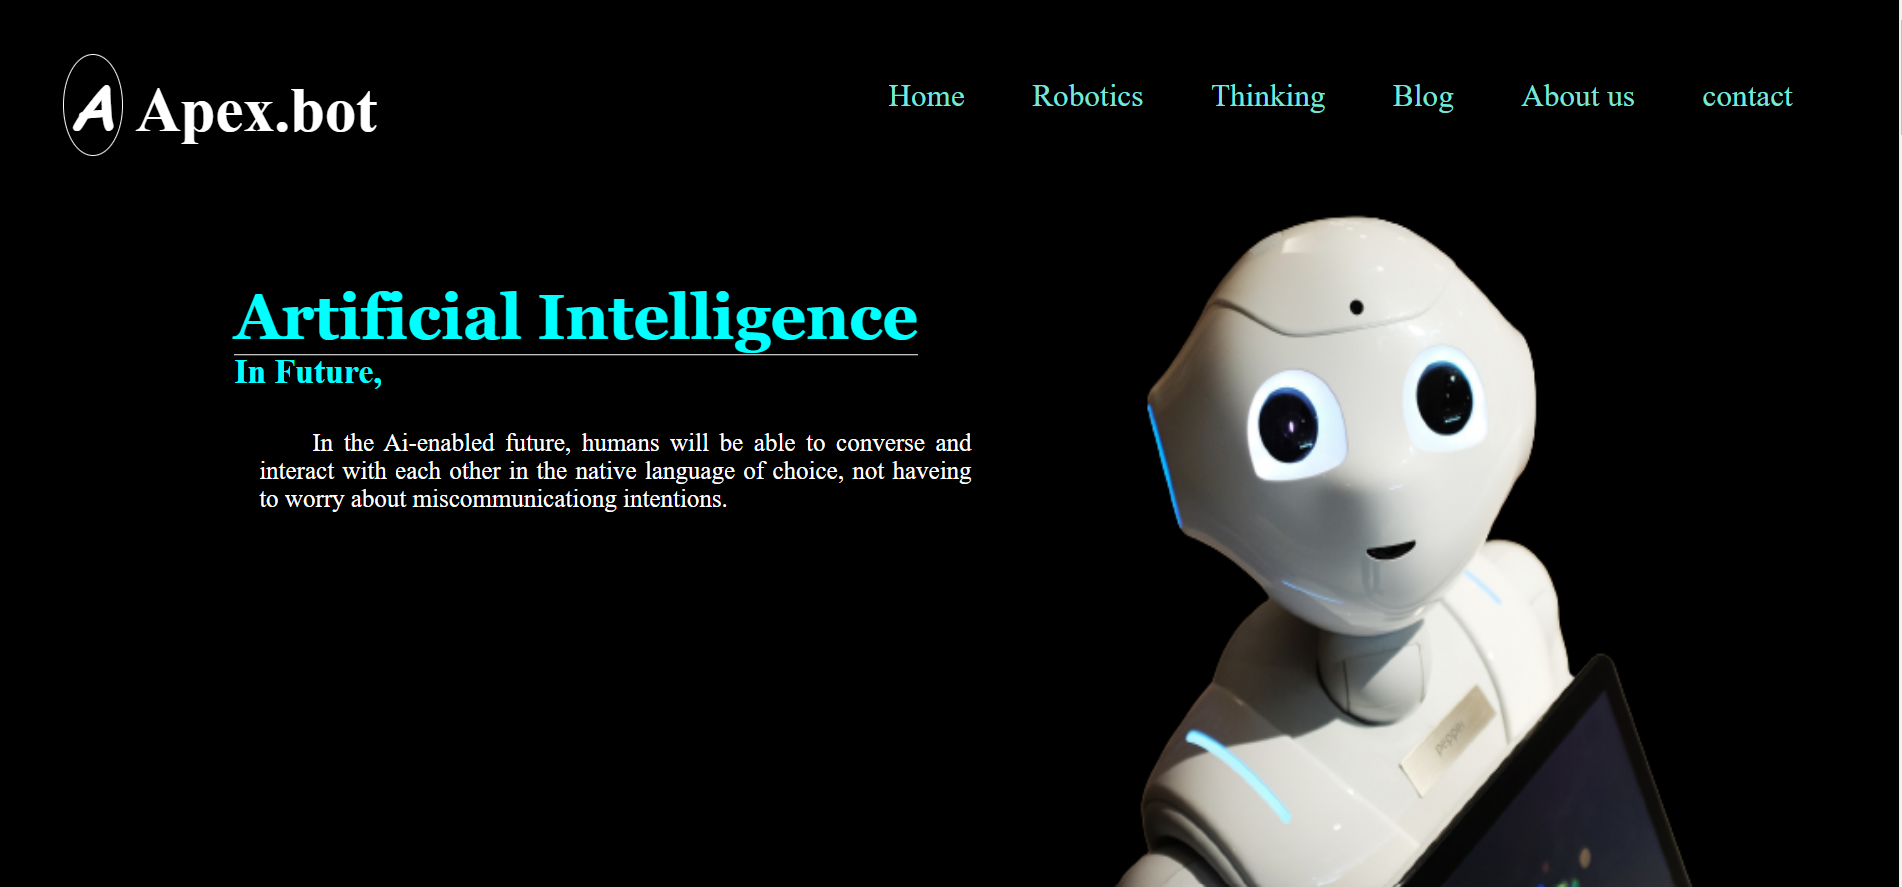 A Apex.bot
Home Robotics Thinking Blog About us contact
Artificial Intelligence
In Future,
In the Ai-enabled future, humans will be able to converse and
interact with each other in the native language of choice, not haveing
to worry about miscommunicationg intentions.
pepper